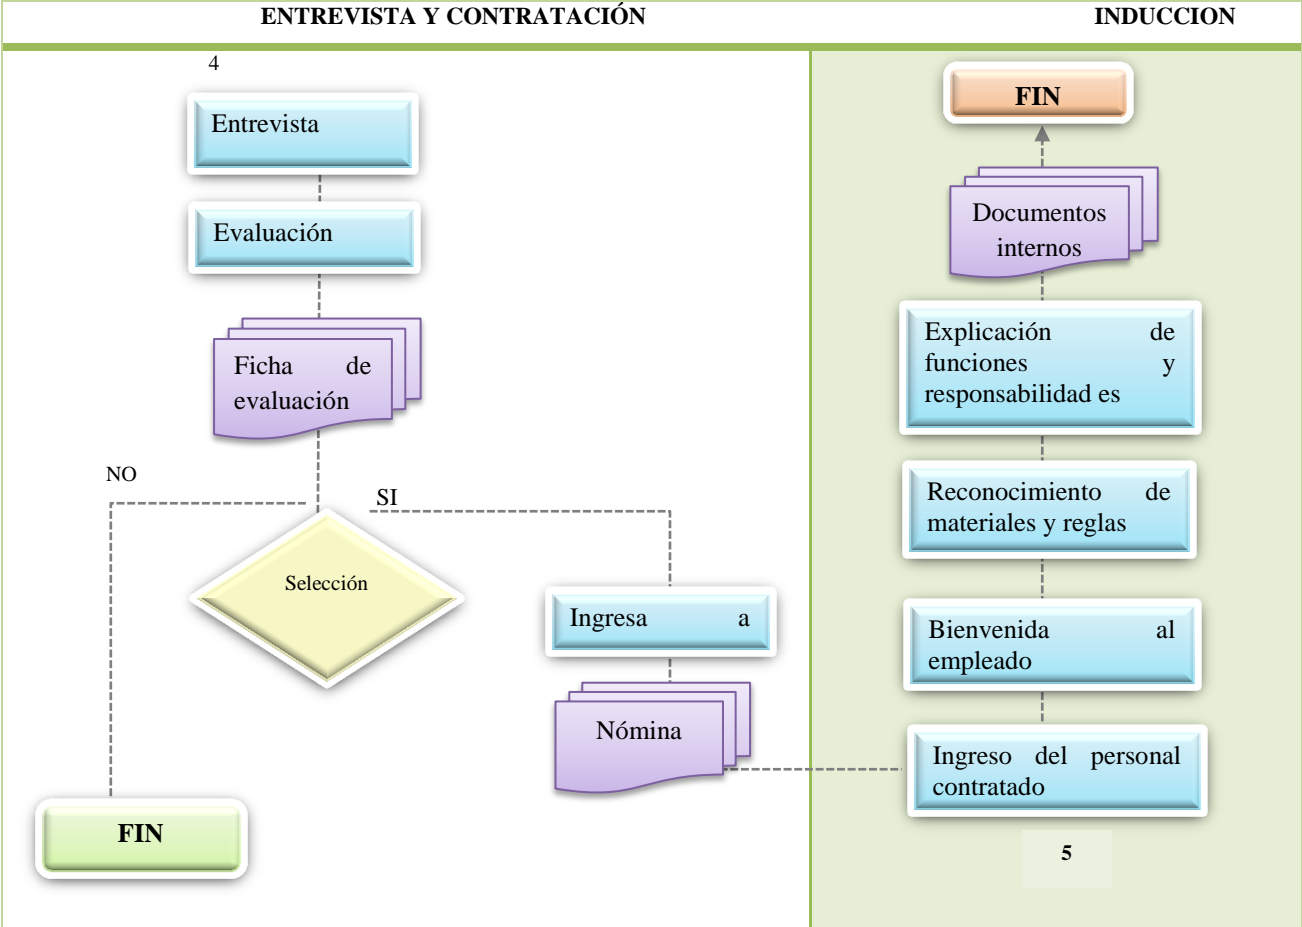 ENTREVISTA Y CONTRATACIÓN
INDUCCION
4
Entrevista
Evaluación
Ficha de
evaluación
NO
SI
Selección
Ingresa a
Nómina
FIN
FIN
Documentos
internos
Explicación de
funciones y
responsabilidad es
Reconocimiento de
materiales y reglas
Bienvenida al
empleado
Ingreso del personal
contratado
5